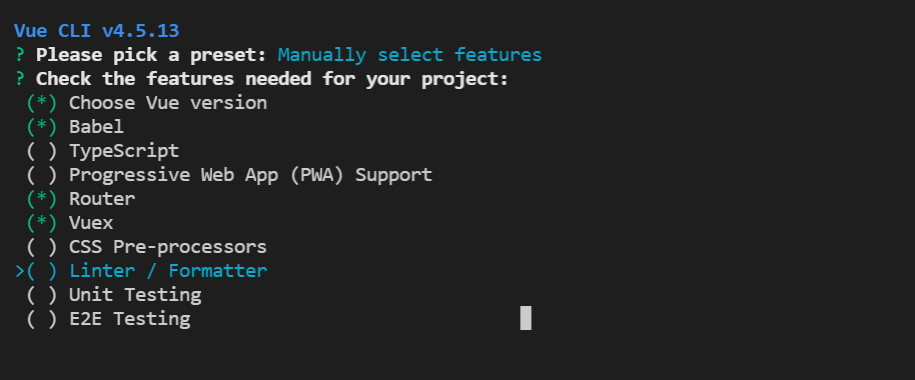 Vue CLI v4.5.13
? Please pick a preset: Manually select features
? Check the features needed for your project:
(*) Choose Vue version
(*) Babel
( ) TypeScript
( ) Progressive Web App (PWA) Support
(*) Router
(*) Vuex
( ) CSS Pre-processors
>( ) Linter / Formatter
( ) Unit Testing
( ) E2E Testing